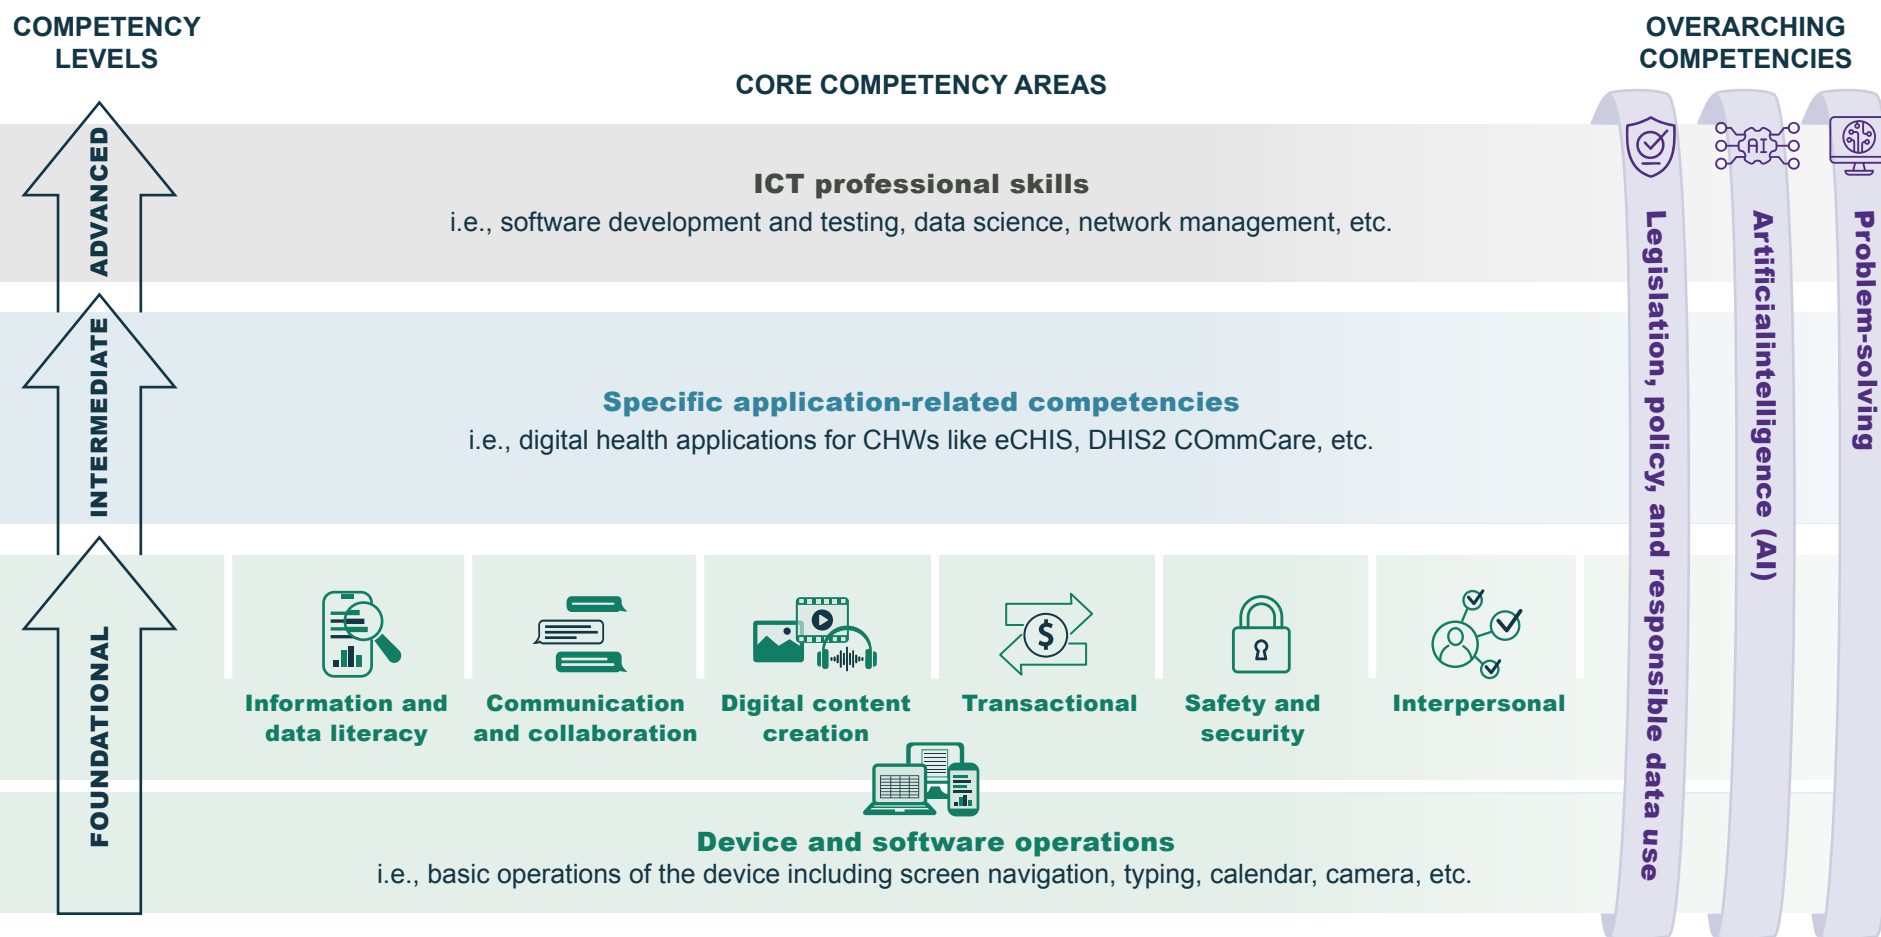 COMPETENCY
LEVELS
CORE COMPETENCY AREAS
OVERARCHING
COMPETENCIES
ADVANCED
ICT professional skills
i.e., software development and testing, data science, network management, etc.
INTERMEDIATE
Specific application-related competencies
i.e., digital health applications for CHWs like eCHIS, DHIS2 COmmCare, etc.
FOUNDATIONAL
$
Information and
data literacy
Communication
and collaboration
Digital content
creation
Transactional
Safety and
security
Interpersonal
Device and software operations
i.e., basic operations of the device including screen navigation, typing, calendar, camera, etc.
Legislation, policy, and responsible data use
AI
Artificialintelligence (AI)
Problem-solving